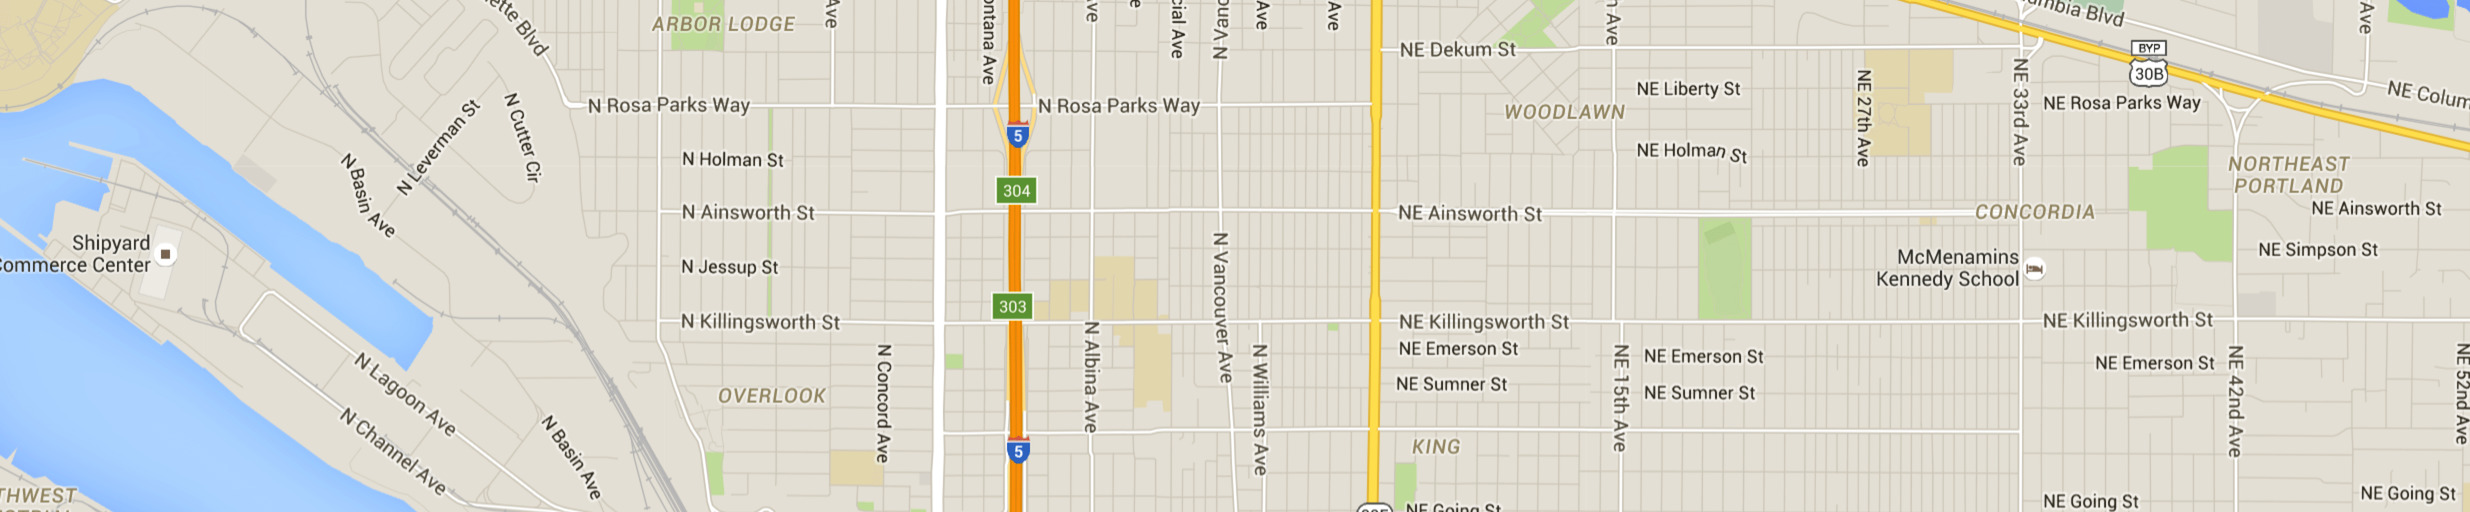 ARBOR LODGE
Ave
Ave
Ave
Ave
Ave
NE Dekum St
BYP
30B
NE Liberty St
N Rosa Parks Way
N Rosa Parks Way
WOODLAWN
NE 27th Ave
NE 33rd Ave
NE Rosa Parks Way
N Leverman St
N Cutter Cir
5
N Holman St
NE Holman St
NORTHEAST
PORTLAND
N Basin Ave
304
N Ainsworth St
NE Ainsworth St
CONCORDIA
NE Ainsworth St
Shipyard
Commerce Center
N Jessup St
N Vancouver Ave
McMenamins
Kennedy School
NE Simpson St
303
N Killingsworth St
NE Killingsworth St
NE Killingsworth St
NE Emerson St
NE Emerson St
NE Emerson St
N Lagoon Ave
N Concord Ave
N Albina Ave
N Williams Ave
NE Sumner St
NE Sumner St
NE 15th Ave
NE 42nd Ave
NE 52nd Ave
OVERLOOK
N Channel Ave
N Basin Ave
5
KING
NE Going St
NE Going St
NE Going St